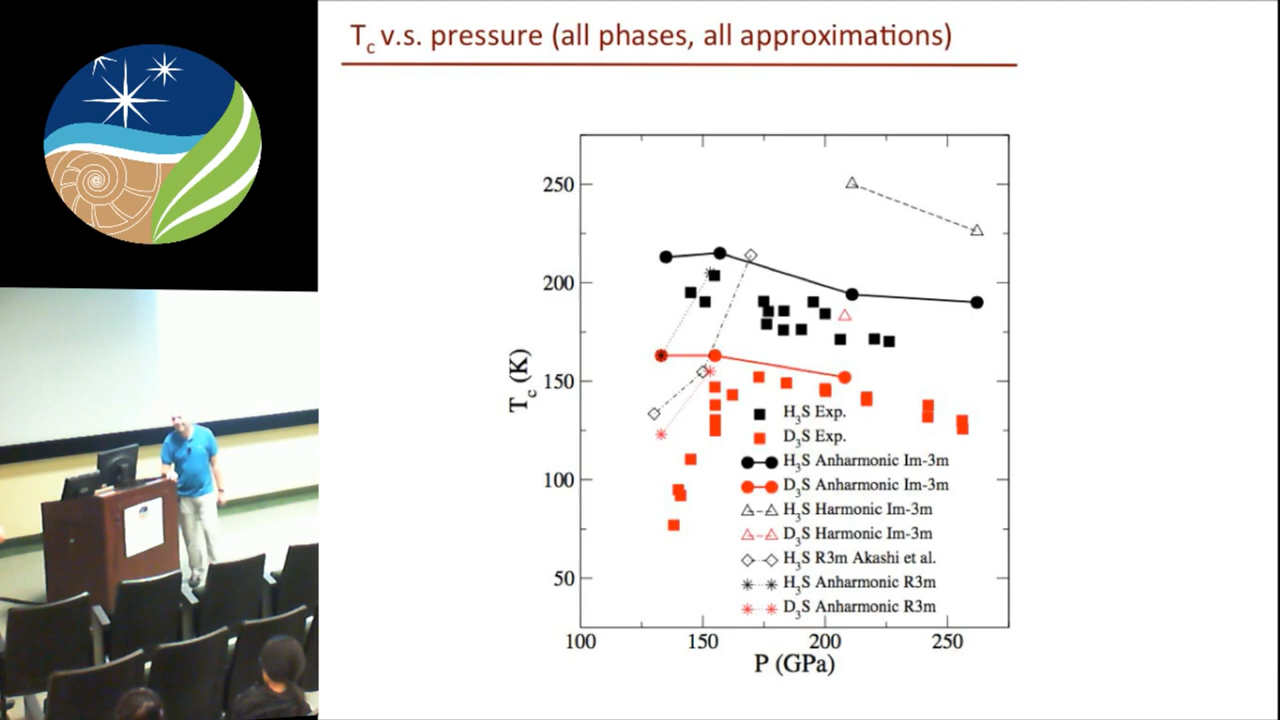 T_c v.s. pressure (all phases, all approximations)
250
200
150
100
50
T_c (K)
H_3S Exp.
D_3S Exp.
H_3S Anharmonic Im-3m
D_3S Anharmonic Im-3m
H_3S Harmonic Im-3m
D_3S Harmonic Im-3m
H_3S R3m Akashi et al.
H_3S Anharmonic R3m
D_3S Anharmonic R3m
100 150 200 250
P (GPa)